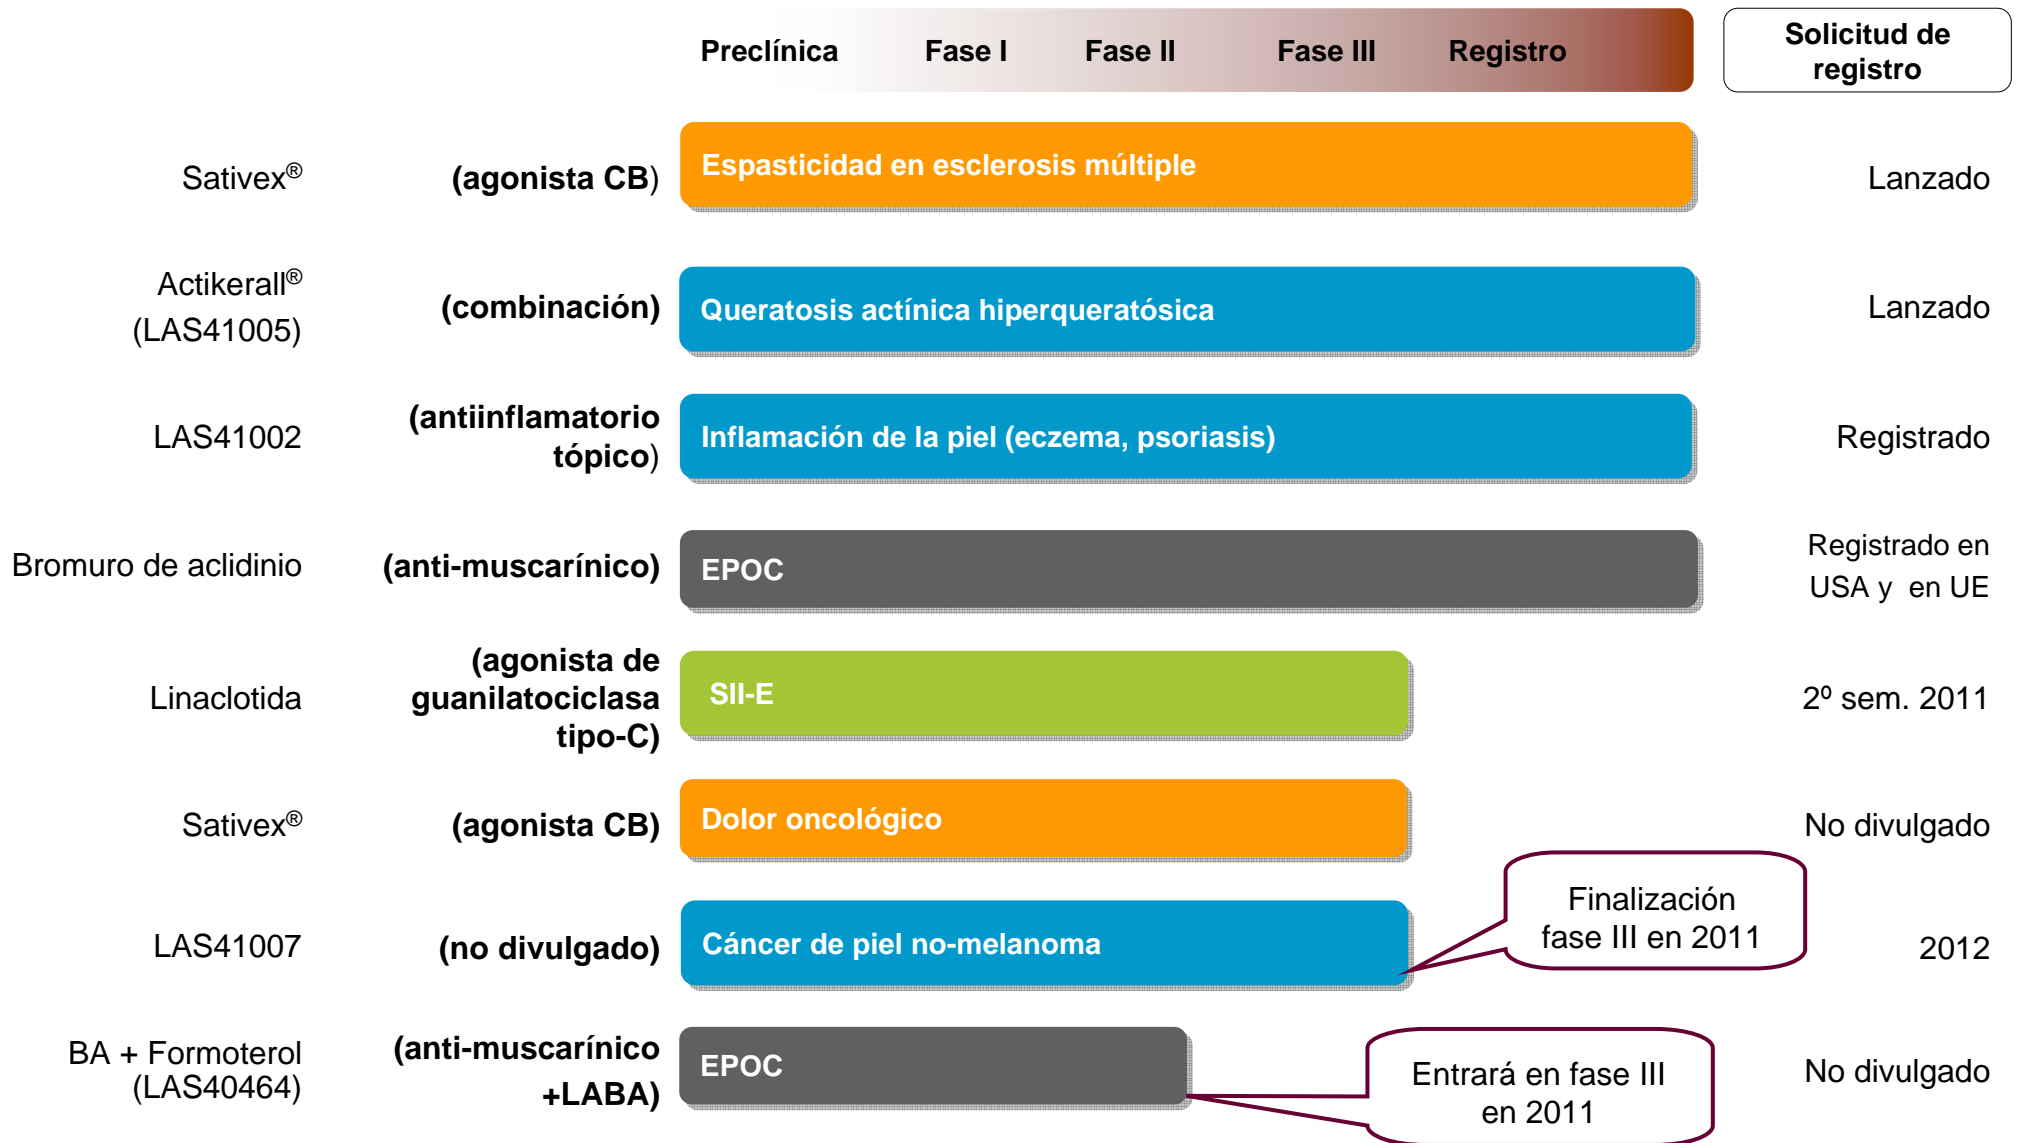 Preclínica Fase I Fase II Fase III Registro
Solicitud de
registro
Sativex® (agonista CB) Espasticidad en esclerosis múltiple Lanzado
Actikerall®
(LAS41005)
(combinación) Queratosis actínica hiperqueratósica Lanzado
LAS41002
(antiinflamatorio
tópico)
Inflamación de la piel (eczema, psoriasis) Registrado
Bromuro de aclidinio (anti-muscarínico) EPOC
Registrado en
USA y en UE
Linaclotida
(agonista de
guanilatociclasa
tipo-C)
SII-E 2º sem. 2011
Sativex® (agonista CB) Dolor oncológico No divulgado
LAS41007 (no divulgado) Cáncer de piel no-melanoma
Finalización
fase III en 2011
2012
BA + Formoterol
(LAS40464)
(anti-muscarínico
+LABA)
EPOC
Entrará en fase III
en 2011
No divulgado